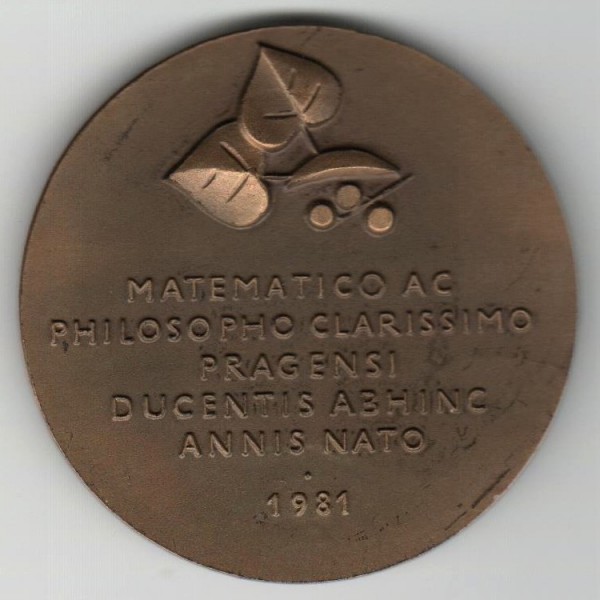 MATEMATICO AC
PHILOSOPHO CLARISSIMO
PRAGENSI
DUCENTIS ABHINC
ANNIS NATO
1981